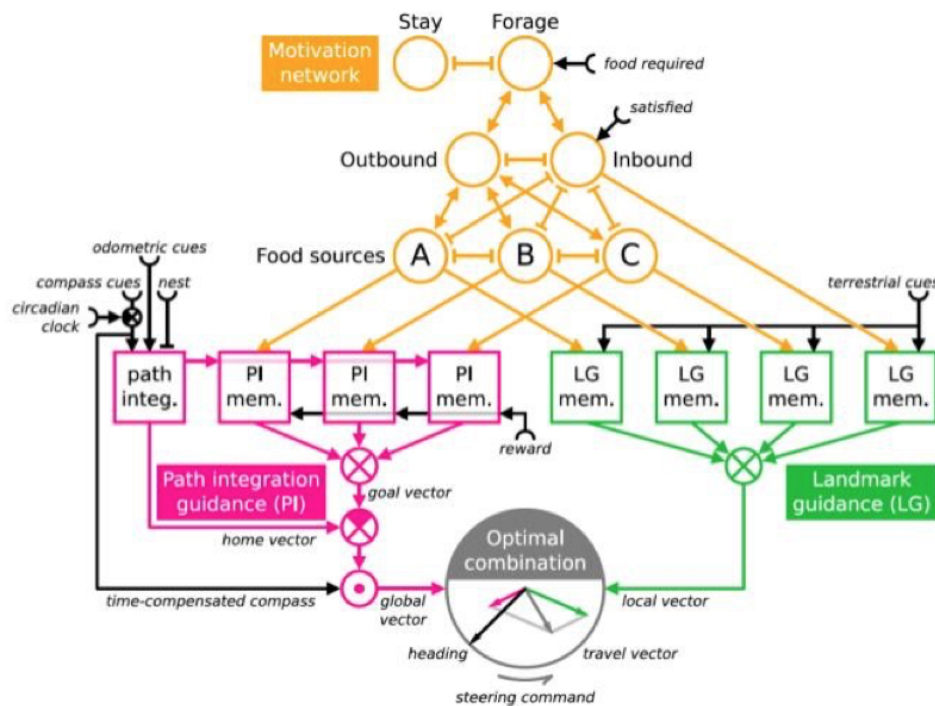 Stay
Forage
Motivation
network
food required
satisfied
Outbound
Inbound
odometric cues
Food sources
A
B
C
compass cues
nest
terrestrial cues
circadian
clock
path
integ.
PI
mem.
PI
mem.
PI
mem.
LG
mem.
LG
mem.
LG
mem.
LG
mem.
reward
Path integration
guidance (PI)
goal vector
Landmark
guidance (LG)
home vector
Optimal
combination
time-compensated compass
global
vector
local vector
heading
travel vector
steering command